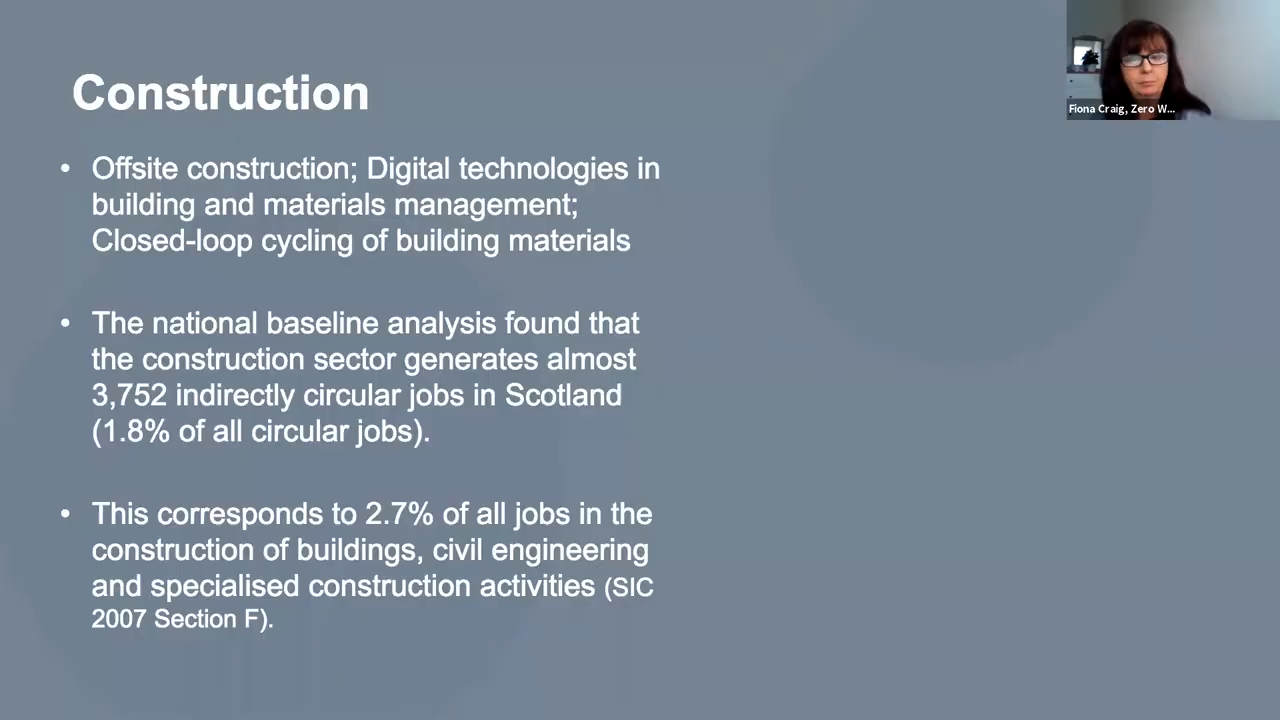 Construction
• Offsite construction; Digital technologies in
building and materials management;
Closed-loop cycling of building materials
• The national baseline analysis found that
the construction sector generates almost
3,752 indirectly circular jobs in Scotland
(1.8% of all circular jobs).
• This corresponds to 2.7% of all jobs in the
construction of buildings, civil engineering
and specialised construction activities (SIC
2007 Section F).
Fiona Craig, Zero W...